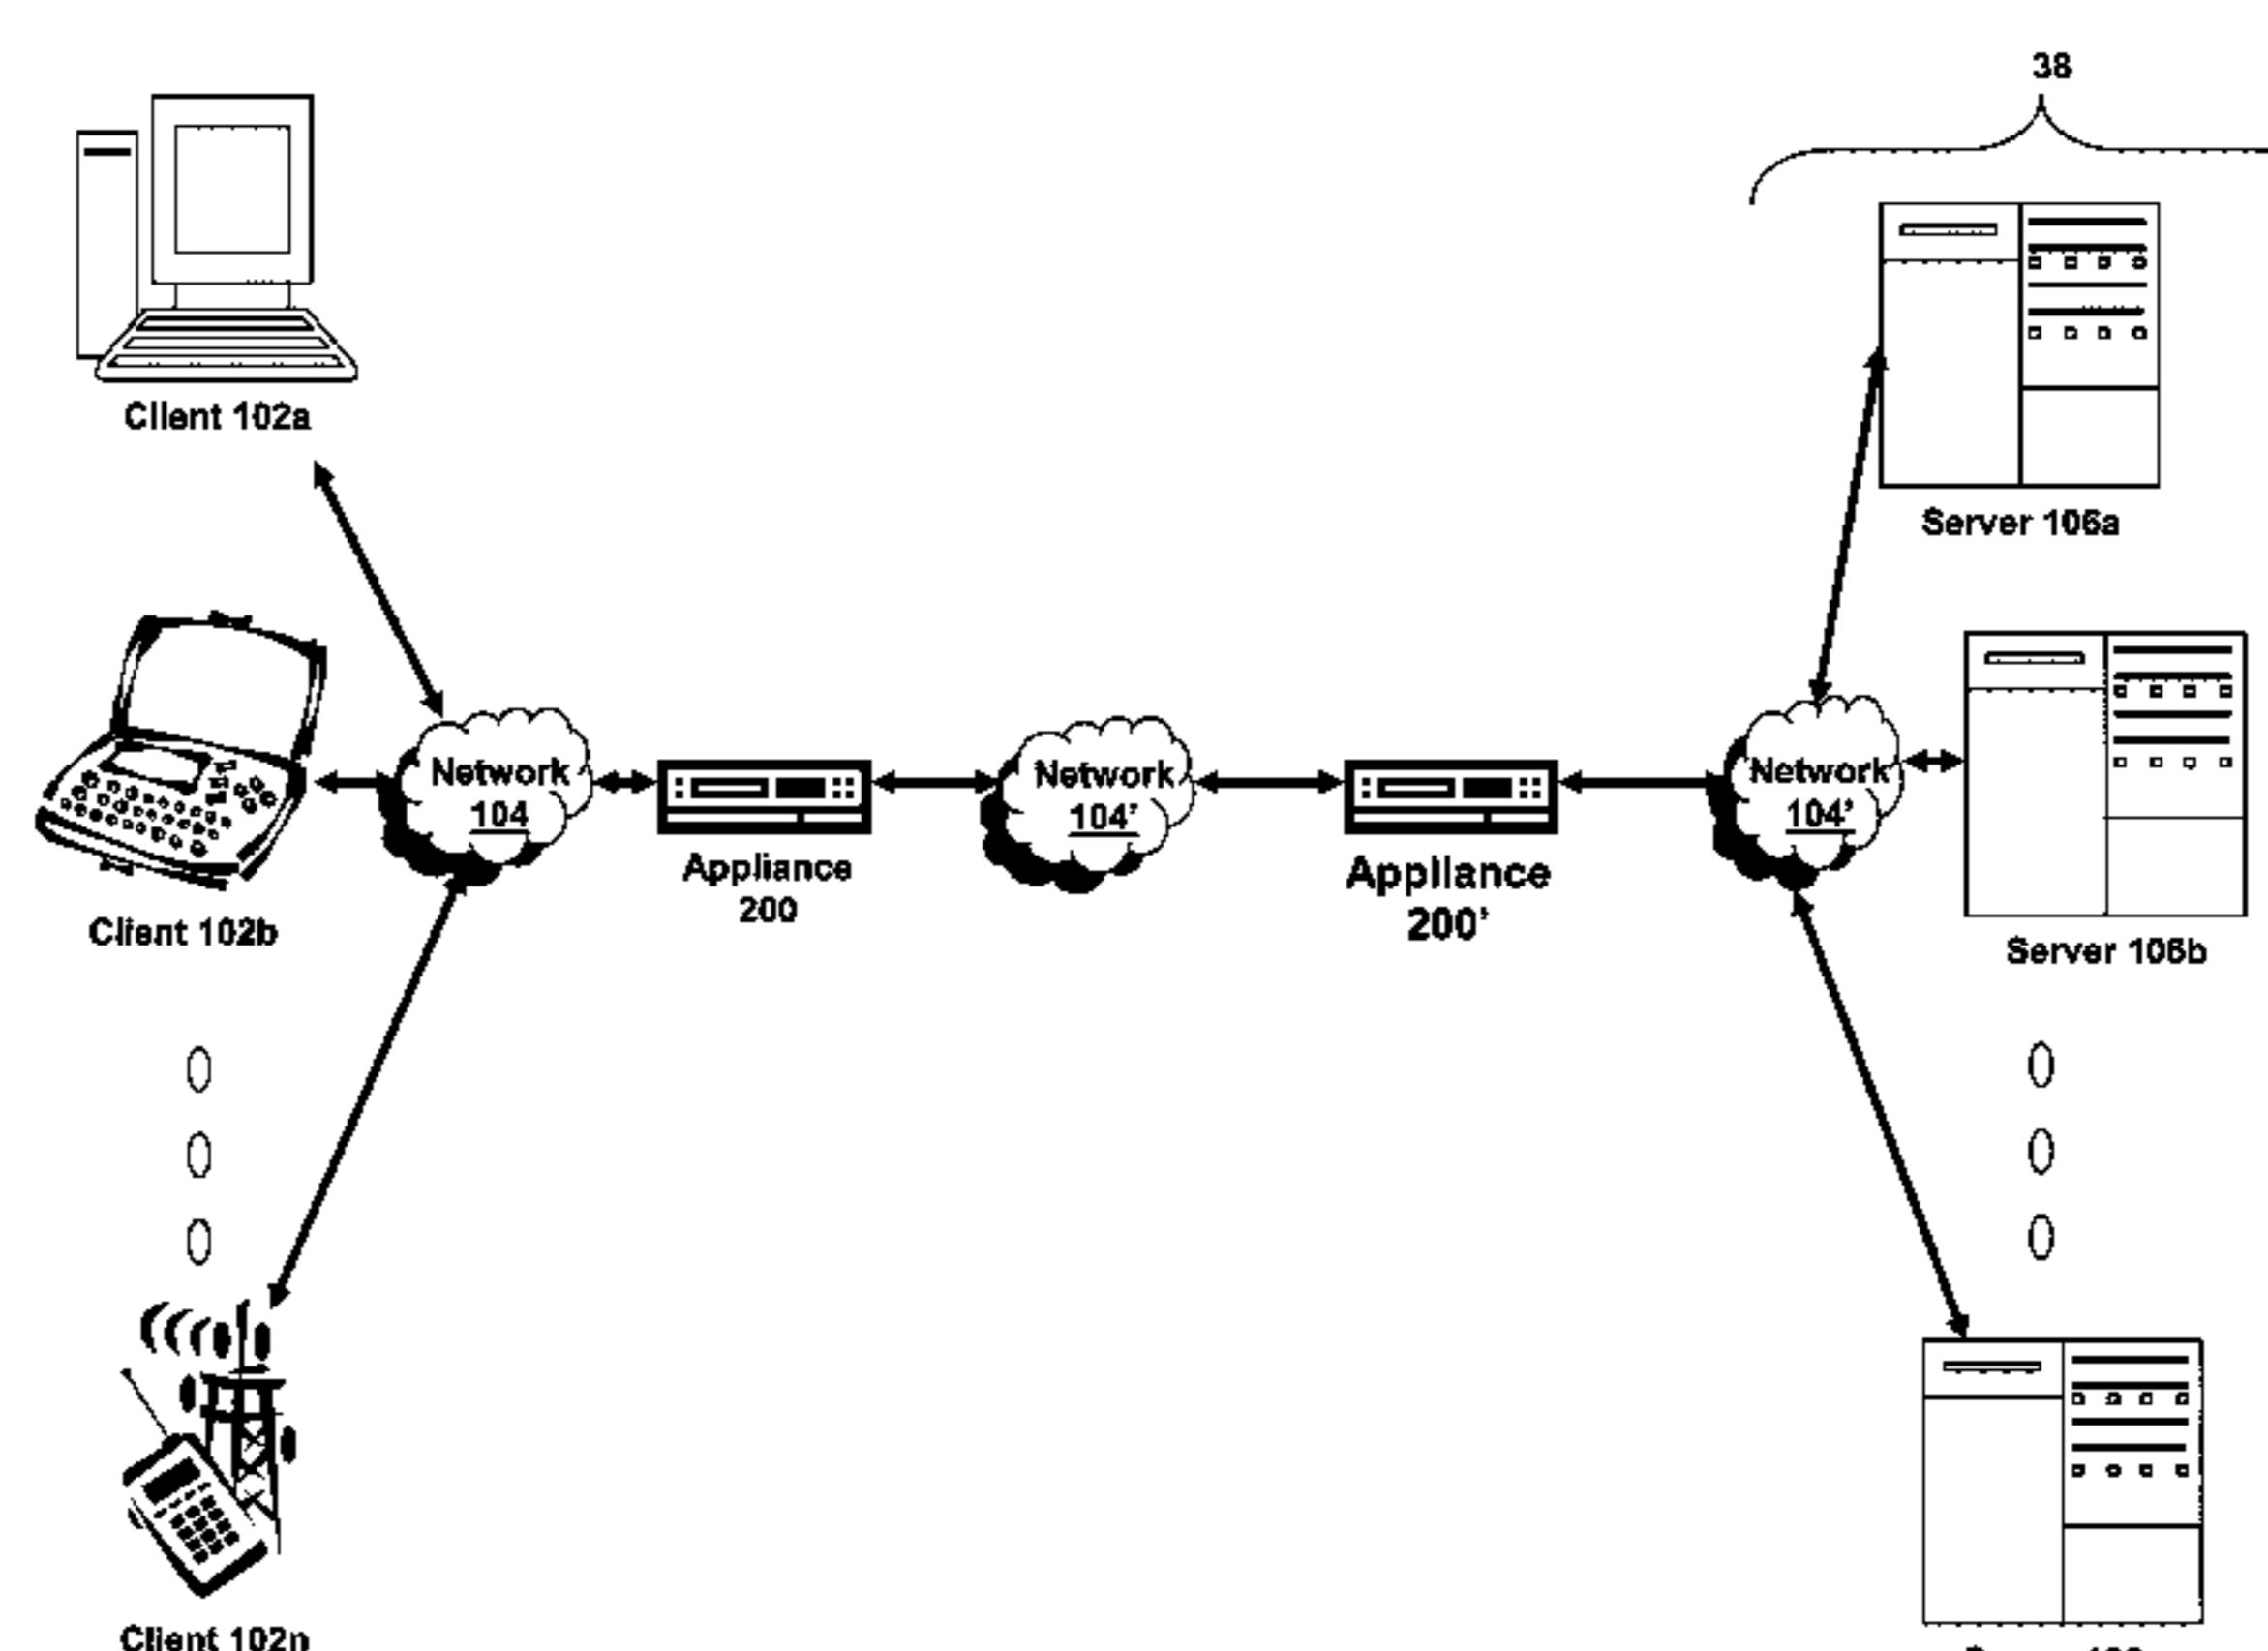 38
Client 102a
Server 106a
Network
104
Network
104'
Network
104'
Appliance
200
Appliance
200'
Client 102b
Server 106b
Client 102n